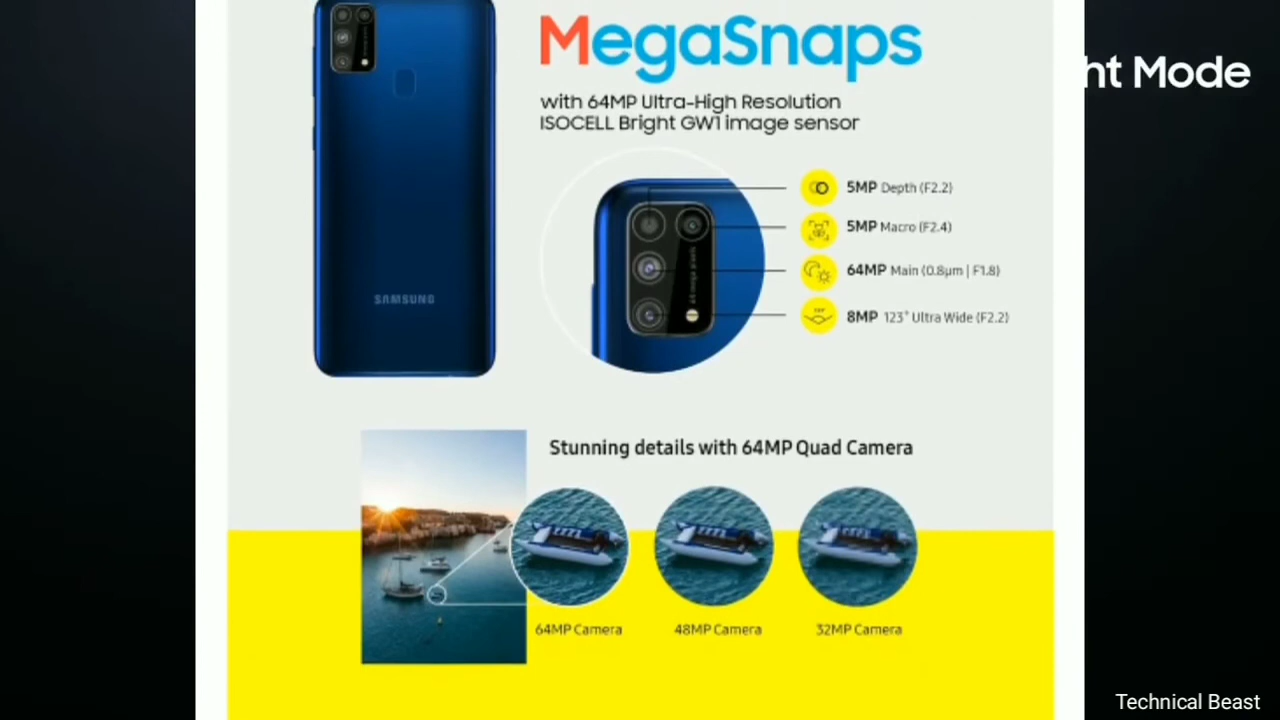 MegaSnaps
ht Mode
with 64MP Ultra-High Resolution
ISOCELL Bright GW1 image sensor
5MP Depth (F2.2)
5MP Macro (F2.4)
64MP Main (0.8μm | F1.8)
8MP 123° Ultra Wide (F2.2)
SAMSUNG
Stunning details with 64MP Quad Camera
64MP Camera
48MP Camera
32MP Camera
Technical Beast